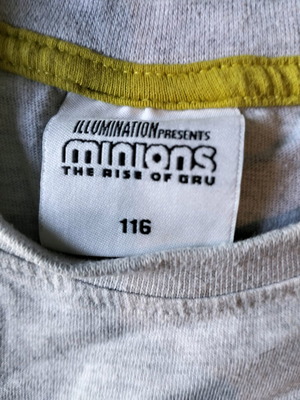 ILLUMINATION PRESENTS
minions
THE RISE OF GRU
116